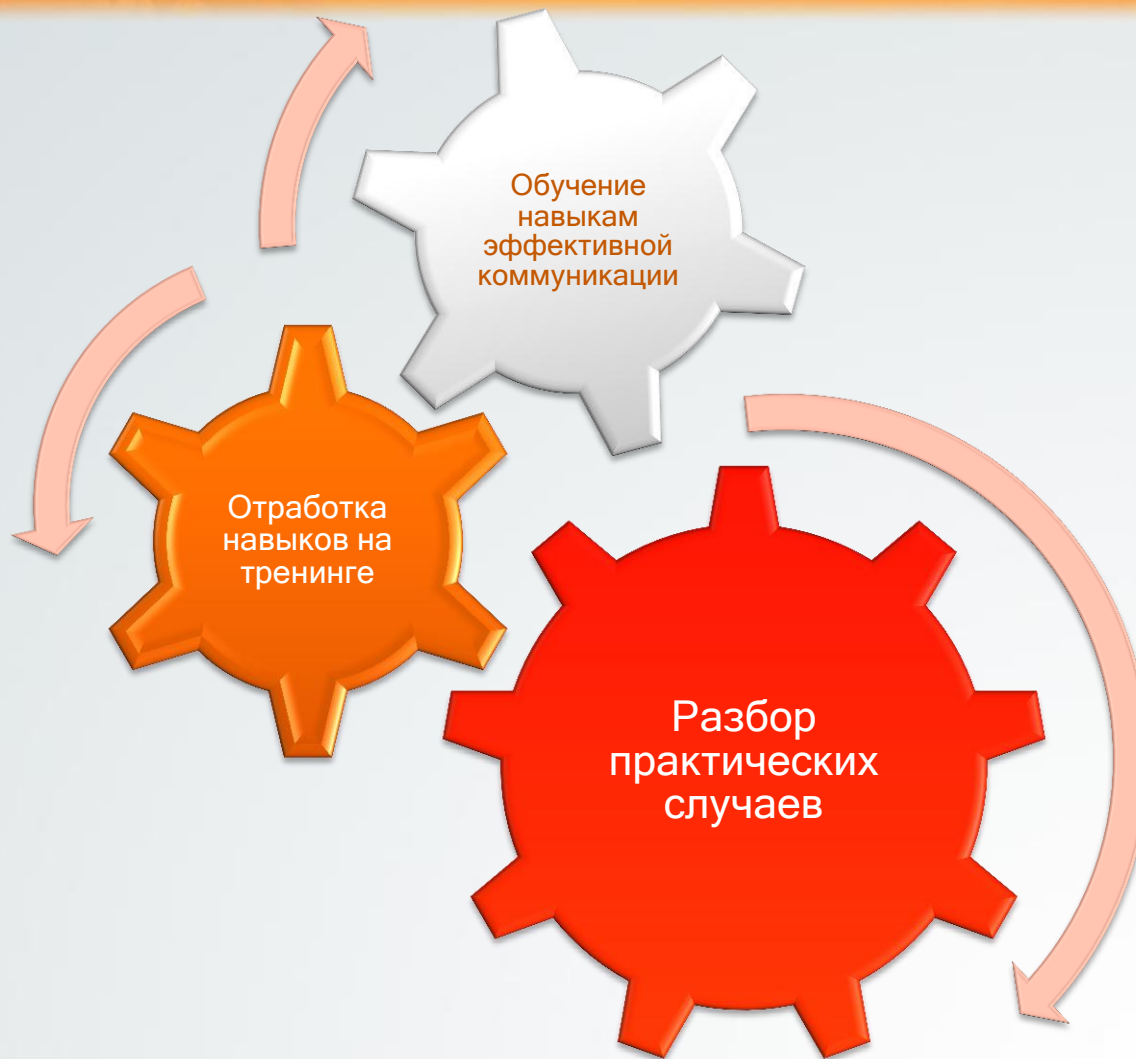 Обучение
навыкам
эффективной
коммуникации
Отработка
навыков на
тренинге
Разбор
практических
случаев